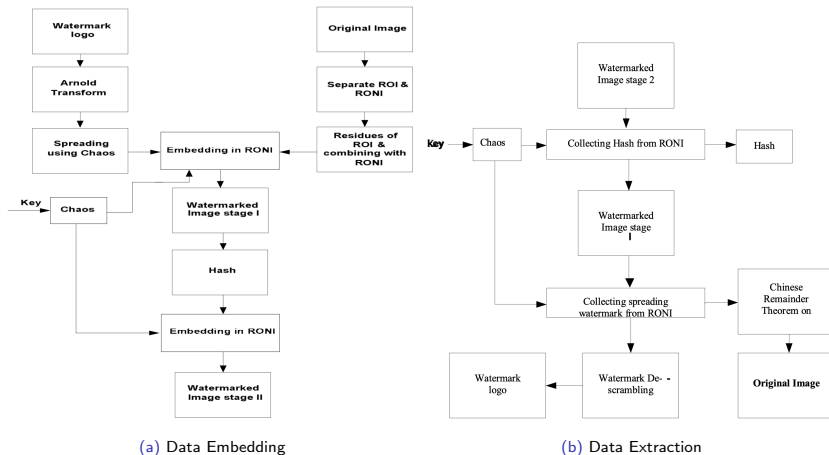 Watermark
logo
Arnold
Transform
Spreading
using Chaos
Original Image
Separate ROI &
RONI
Residues of
ROI &
combining with
RONI
Embedding in RONI
Key
Chaos
Watermarked
Image stage I
Hash
Embedding in RONI
Watermarked
Image stage II
(a) Data Embedding
Watermarked
Image stage 2
Key
Chaos
Collecting Hash from RONI
Hash
Watermarked
Image stage
I
Collecting spreading
watermark from RONI
Chinese
Remainder
Theorem on
Watermark
logo
Watermark De- -
scrambling
Original Image
(b) Data Extraction